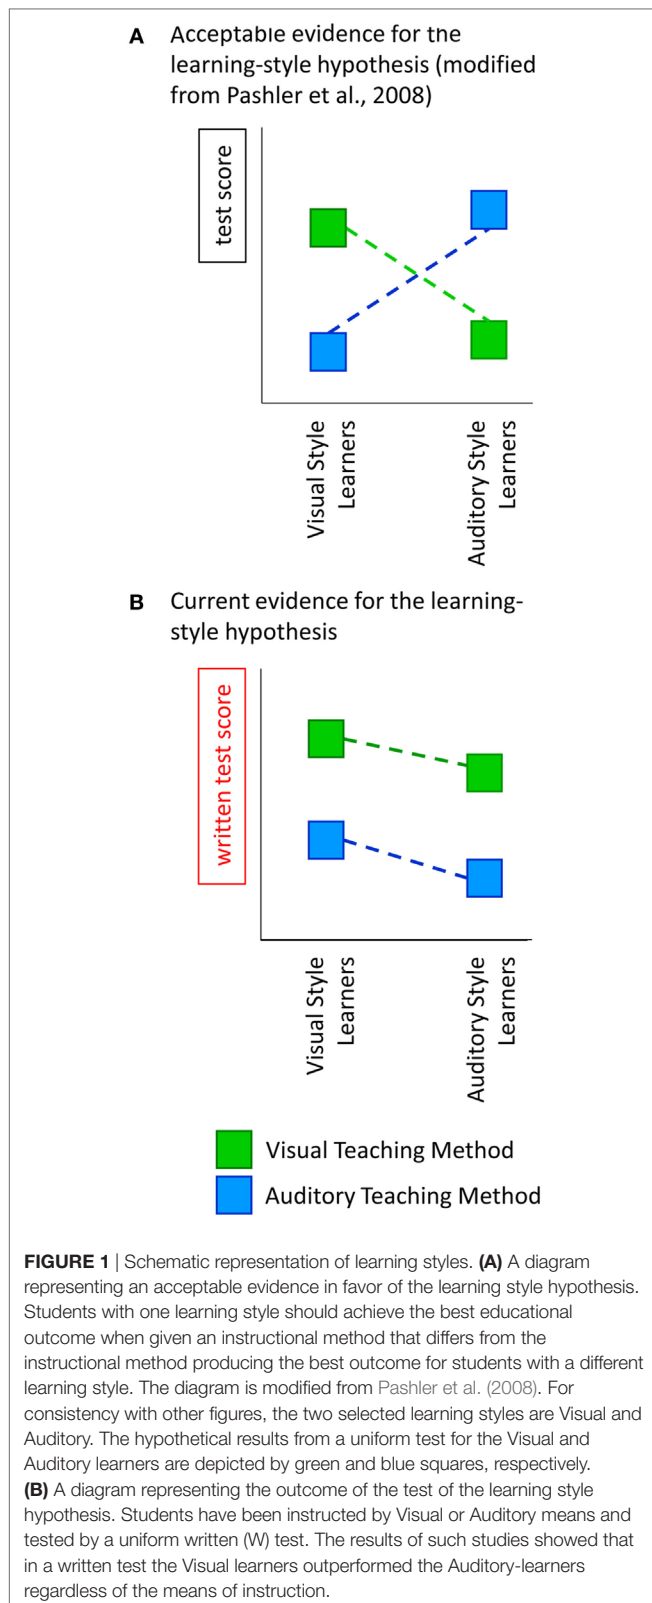 A Acceptable evidence for the
learning-style hypothesis (modified
from Pashler et al., 2008)
test score
Visual Style
Learners
Auditory Style
Learners
B Current evidence for the learning-
style hypothesis
written test score
Visual Style
Learners
Auditory Style
Learners
Visual Teaching Method
Auditory Teaching Method
FIGURE 1 | Schematic representation of learning styles. (A) A diagram
representing an acceptable evidence in favor of the learning style hypothesis.
Students with one learning style should achieve the best educational
outcome when given an instructional method that differs from the
instructional method producing the best outcome for students with a different
learning style. The diagram is modified from Pashler et al. (2008). For
consistency with other figures, the two selected learning styles are Visual and
Auditory. The hypothetical results from a uniform test for the Visual and
Auditory learners are depicted by green and blue squares, respectively.
(B) A diagram representing the outcome of the test of the learning style
hypothesis. Students have been instructed by Visual or Auditory means and
tested by a uniform written (W) test. The results of such studies showed that
in a written test the Visual learners outperformed the Auditory-learners
regardless of the means of instruction.